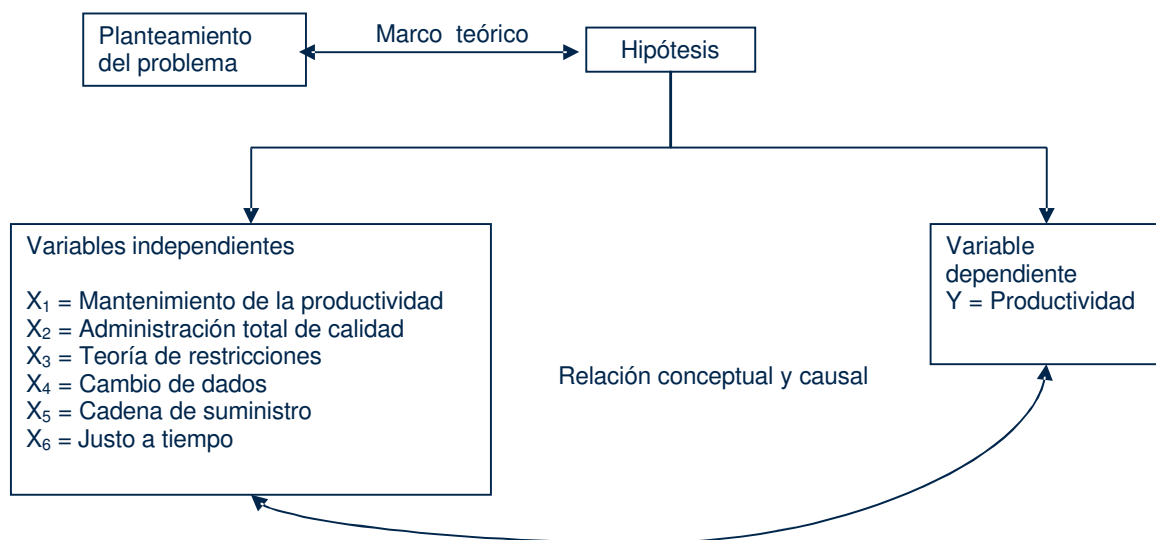 Planteamiento
del problema
Marco teórico
Hipótesis
Variables independientes
X₁ = Mantenimiento de la productividad
X₂ = Administración total de calidad
X₃ = Teoría de restricciones
X₄ = Cambio de dados
X₅ = Cadena de suministro
X₆ = Justo a tiempo
Variable
dependiente
Y = Productividad
Relación conceptual y causal